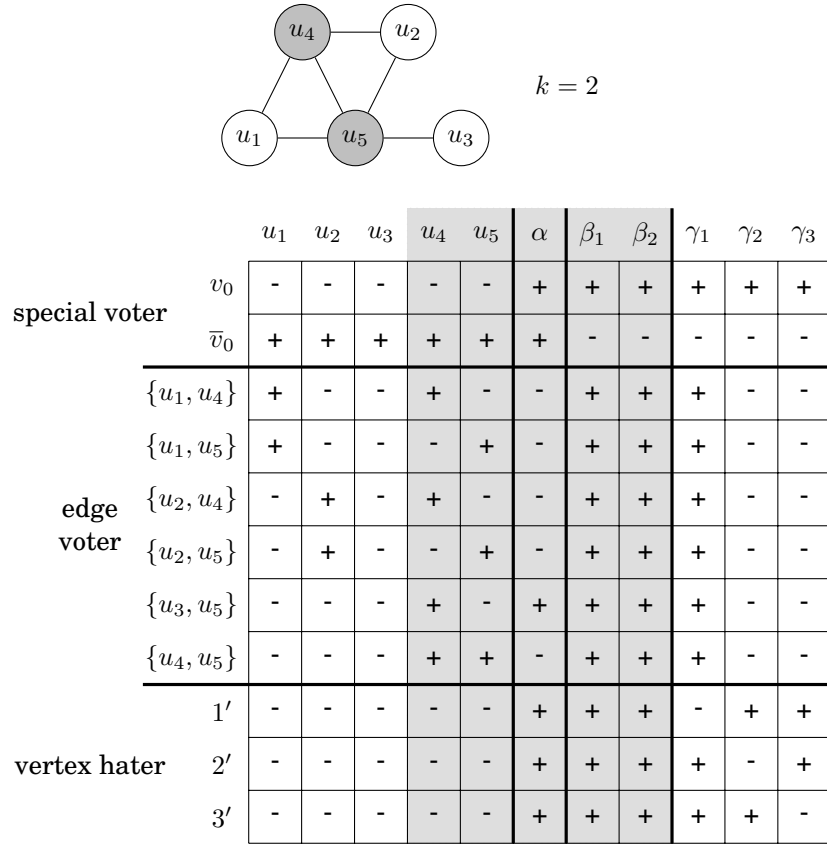 u₄ u₂
k = 2
u₁ u₅ u₃
u₁ u₂ u₃ u₄ u₅ α β₁ β₂ γ₁ γ₂ γ₃
special voter
v₀ - - - - - + + + + + +
v̅₀ + + + + + + - - - - -
edge voter
{u₁, u₄} + - - + - - + + + - -
{u₁, u₅} + - - - + - + + + - -
{u₂, u₄} - + - + - - + + + - -
{u₂, u₅} - + - - + - + + + - -
{u₃, u₅} - - - + - + + + + - -
{u₄, u₅} - - - + + - + + + - -
vertex hater
1′ - - - - - + + + - + +
2′ - - - - - + + + + - +
3′ - - - - - + + + + + -